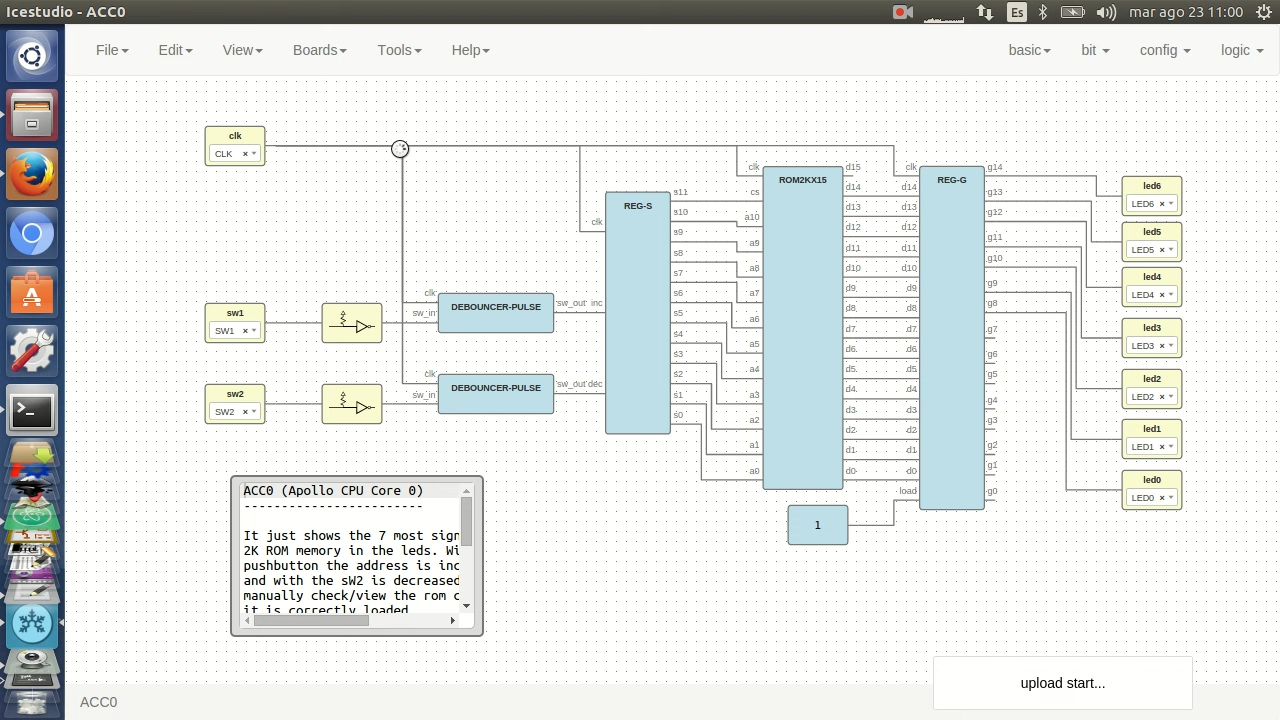 Icestudio - ACC0
Es
mar ago 23 11:00
File Edit View Boards Tools Help basic bit config logic
clk
CLK
sw1
SW1
sw2
SW2
clk
sw_in
DEBOUNCER-PULSE
sw_out
clk
sw_in
DEBOUNCER-PULSE
sw_out
REG-S
clk
inc
dec
s11
s10
s9
s8
s7
s6
s5
s4
s3
s2
s1
s0
ROM2KX15
clk
cs
a10
a9
a8
a7
a6
a5
a4
a3
a2
a1
a0
d15
d14
d13
d12
d11
d10
d9
d8
d7
d6
d5
d4
d3
d2
d1
d0
REG-G
clk
d14
d13
d12
d11
d10
d9
d8
d7
d6
d5
d4
d3
d2
d1
d0
load
g14
g13
g12
g11
g10
g9
g8
g7
g6
g5
g4
g3
g2
g1
g0
1
led6
LED6
led5
LED5
led4
LED4
led3
LED3
led2
LED2
led1
LED1
led0
LED0
ACC0 (Apollo CPU Core 0)
-----------------------
It just shows the 7 most sign
2K ROM memory in the leds. Wi
pushbutton the address is inc
and with the sW2 is decreased
manually check/view the rom c
it is correctly loaded
upload start...
ACC0